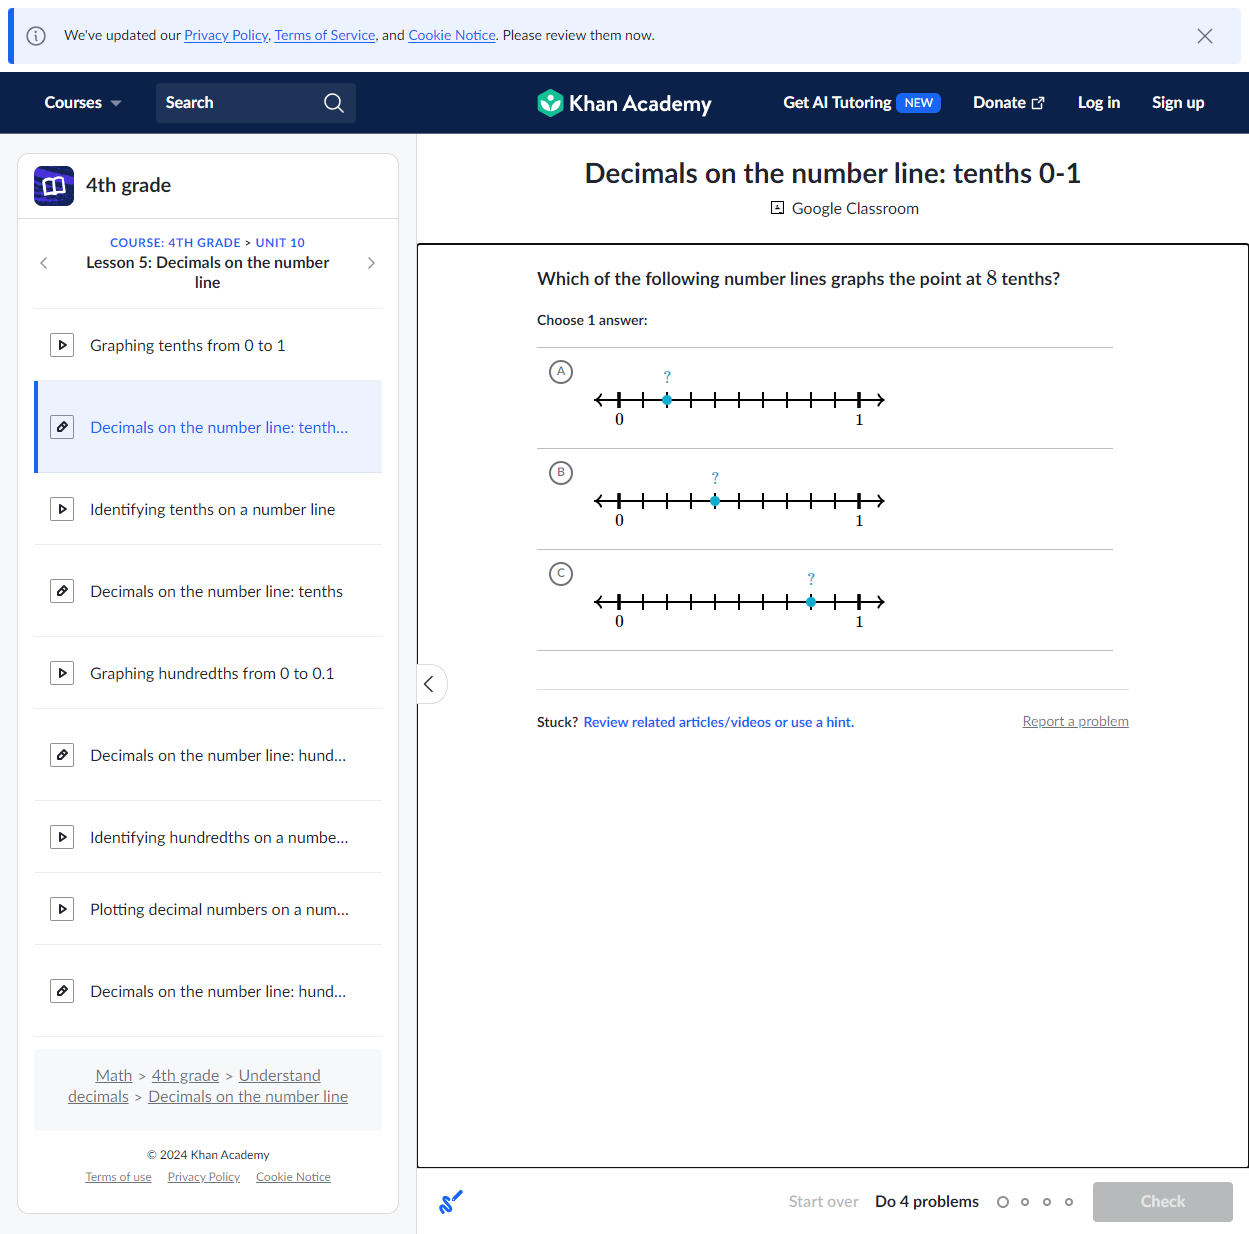 We've updated our Privacy Policy, Terms of Service, and Cookie Notice. Please review them now.
Courses
Search
Khan Academy
Get AI Tutoring NEW
Donate
Log in
Sign up
4th grade
COURSE: 4TH GRADE > UNIT 10
Lesson 5: Decimals on the number
line
Graphing tenths from 0 to 1
Decimals on the number line: tenth...
Identifying tenths on a number line
Decimals on the number line: tenths
Graphing hundredths from 0 to 0.1
Decimals on the number line: hund...
Identifying hundredths on a numbe...
Plotting decimal numbers on a num...
Decimals on the number line: hund...
Math > 4th grade > Understand
decimals > Decimals on the number line
© 2024 Khan Academy
Terms of use Privacy Policy Cookie Notice
Decimals on the number line: tenths 0-1
Google Classroom
Which of the following number lines graphs the point at 8 tenths?
Choose 1 answer:
A
?
0 1
B
?
0 1
C
?
0 1
Stuck? Review related articles/videos or use a hint.
Report a problem
Start over
Do 4 problems
Check